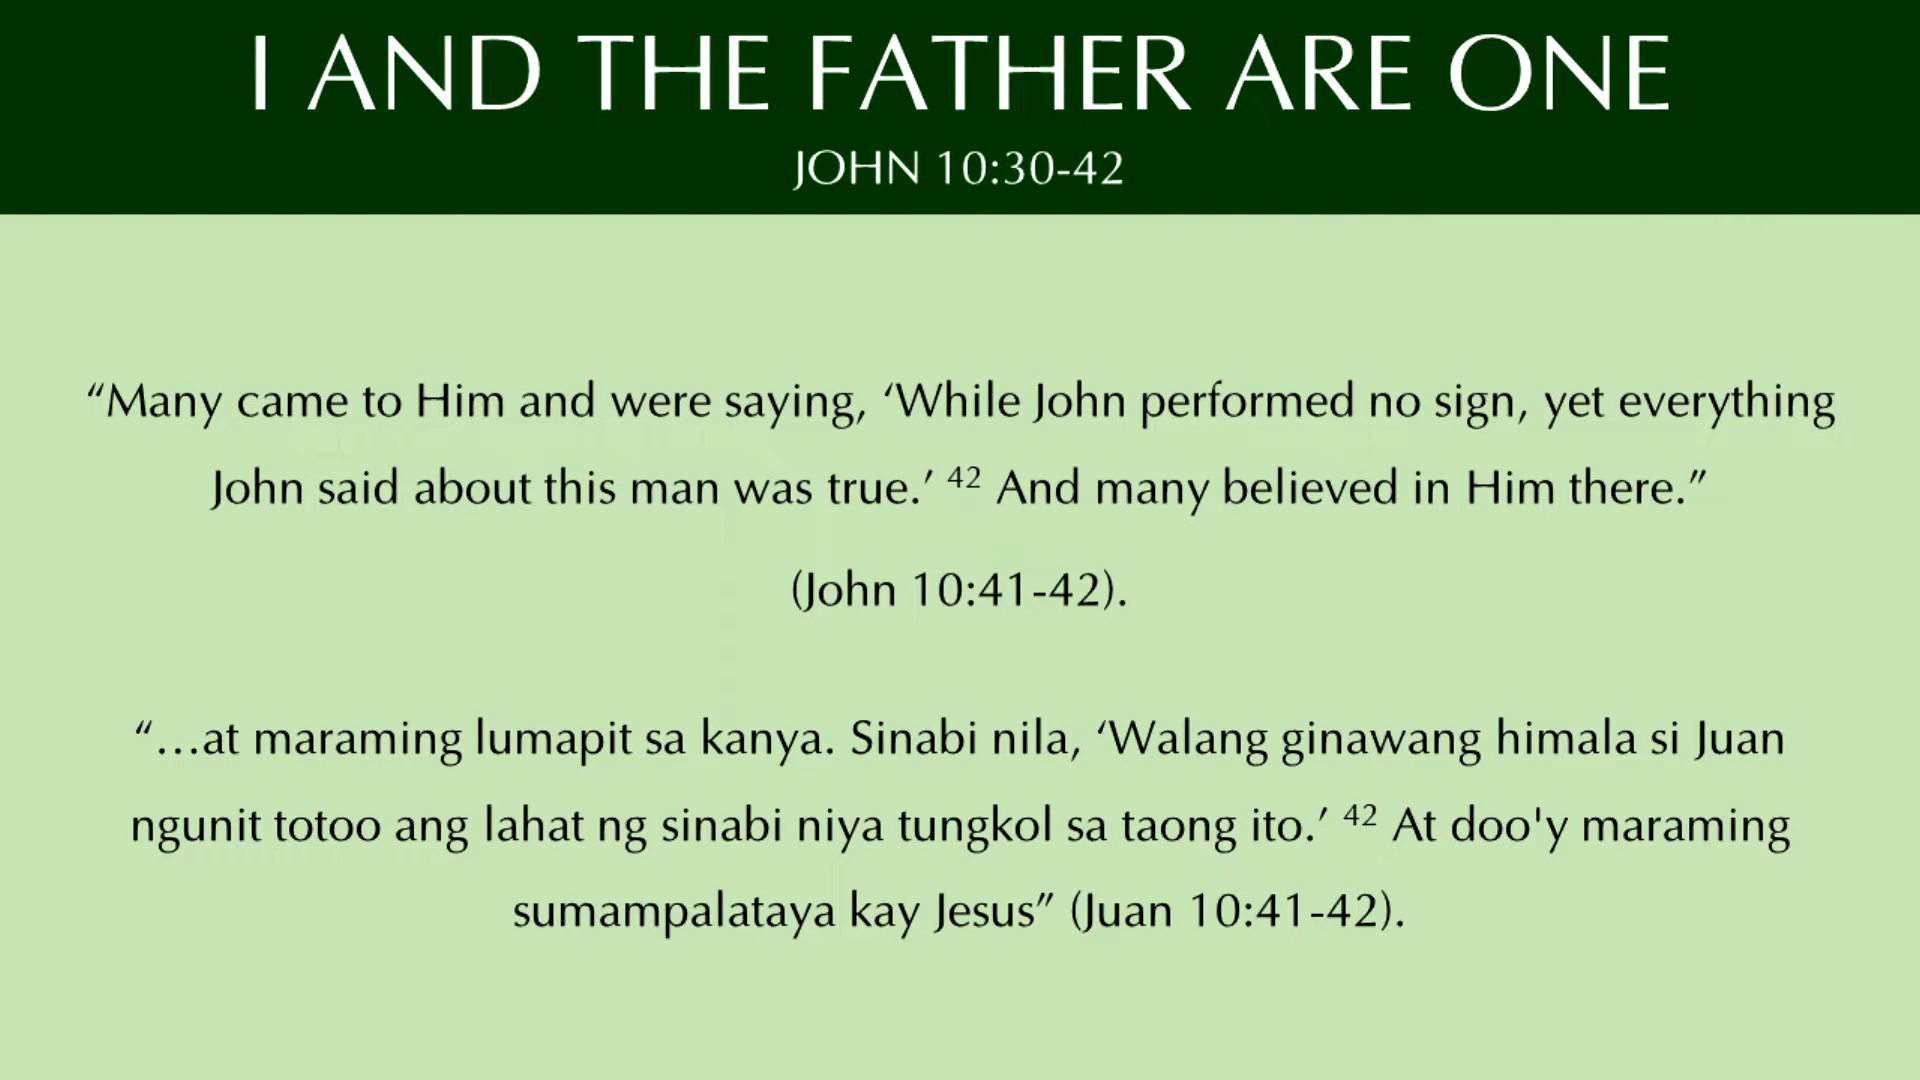 I AND THE FATHER ARE ONE
JOHN 10:30-42
“Many came to Him and were saying, ‘While John performed no sign, yet everything
John said about this man was true.’ 42 And many believed in Him there.”
(John 10:41-42).
“…at maraming lumapit sa kanya. Sinabi nila, ‘Walang ginawang himala si Juan
ngunit totoo ang lahat ng sinabi niya tungkol sa taong ito.’ 42 At doo'y maraming
sumampalataya kay Jesus” (Juan 10:41-42).